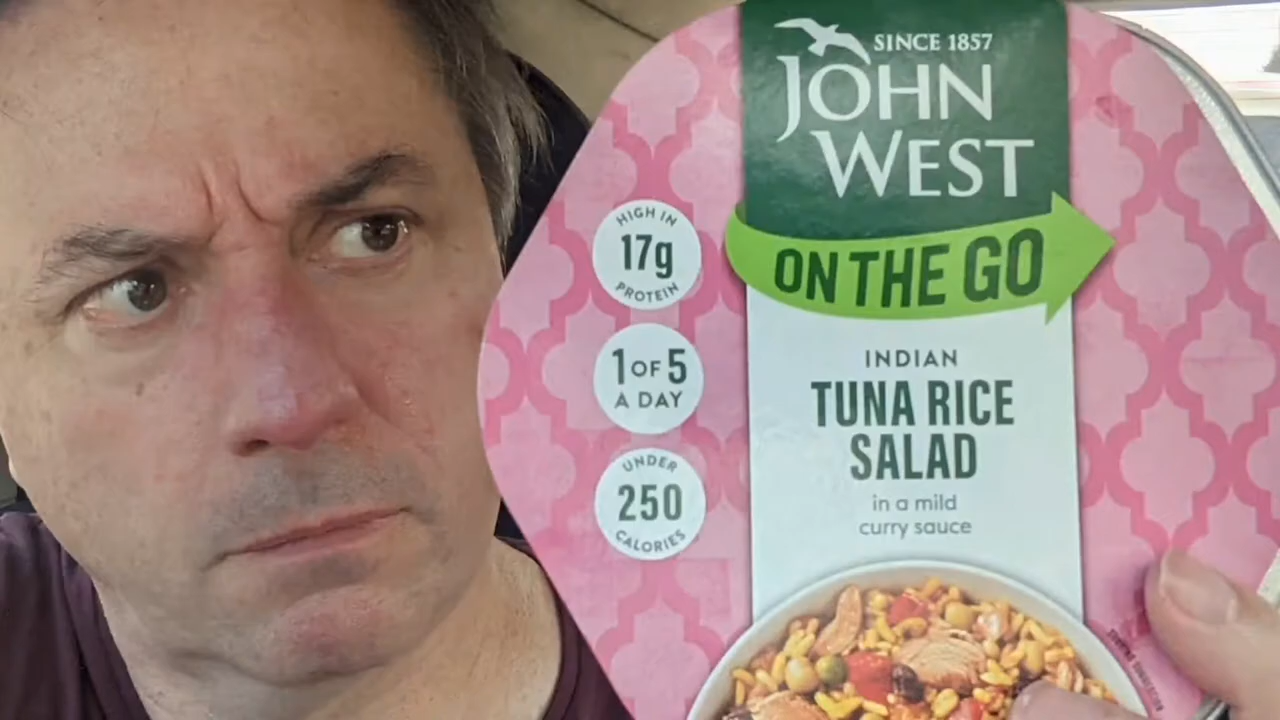 SINCE 1857
JOHN
WEST
ON THE GO
HIGH IN
17g
PROTEIN
1 OF 5
A DAY
UNDER
250
CALORIES
INDIAN
TUNA RICE
SALAD
in a mild
curry sauce